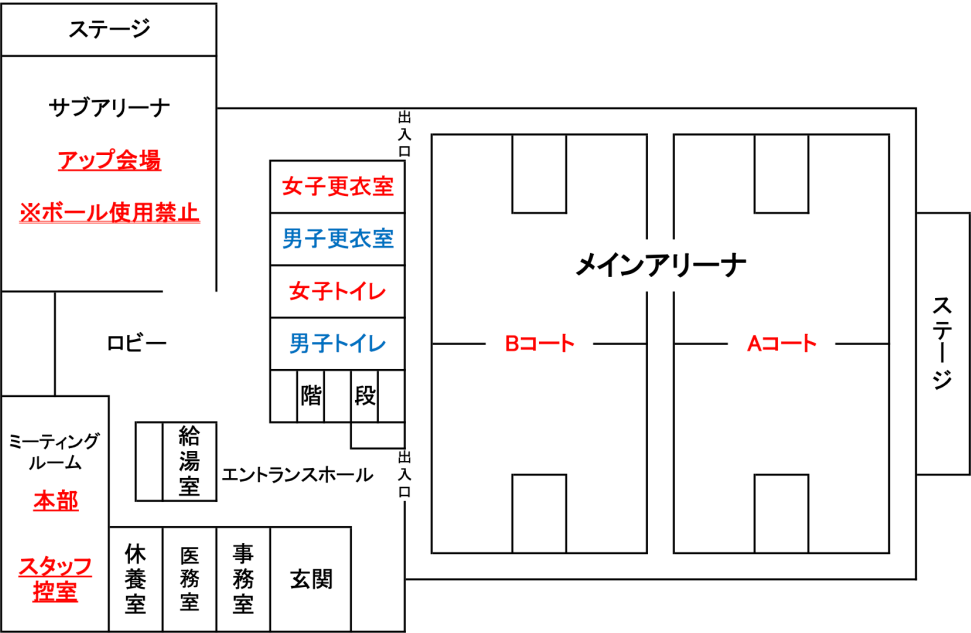 ステージ
サブアリーナ
アップ会場
※ボール使用禁止
出入口
女子更衣室
男子更衣室
女子トイレ
男子トイレ
階段
ロビー
メインアリーナ
Bコート
Aコート
ステージ
ミーティング
ルーム
本部
スタッフ
控室
給湯室
エントランスホール
出入口
休養室
医務室
事務室
玄関